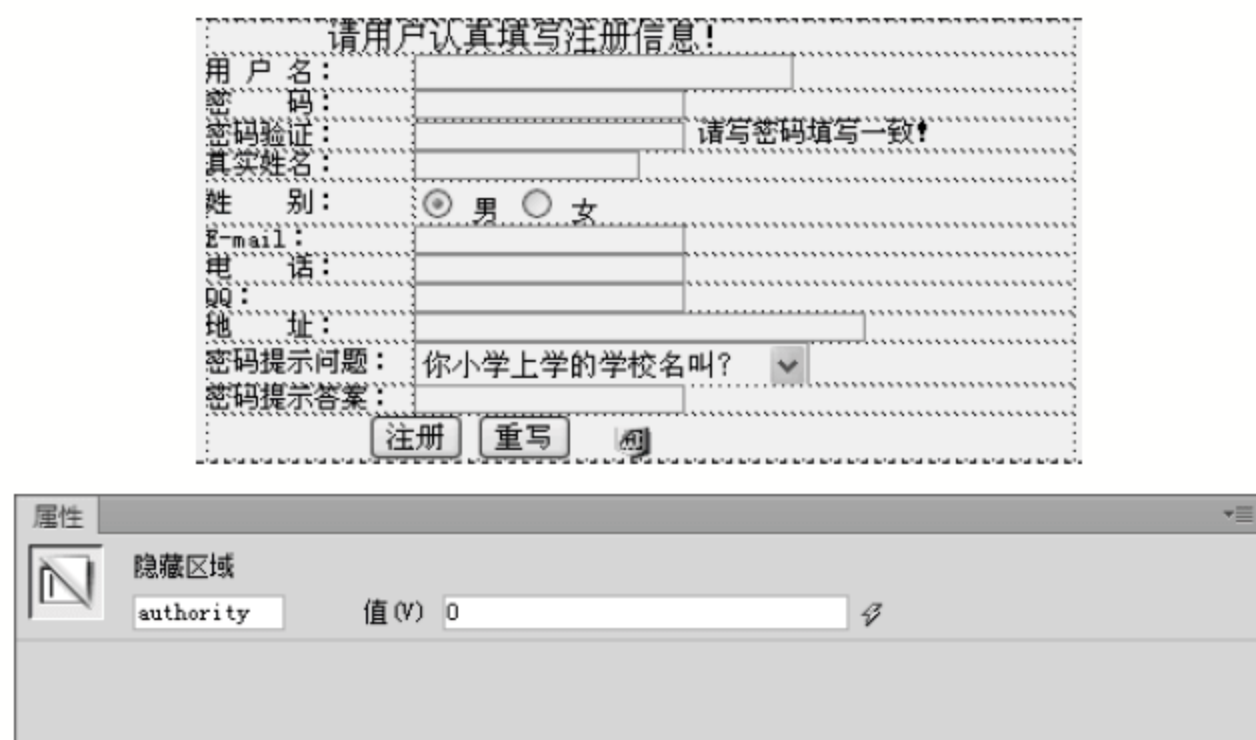 请用户认真填写注册信息!
用 户 名:
密 码:
密码验证: 请写密码填写一致!
真实姓名:
姓 别: 男 女
E-mail:
电 话:
QQ:
地 址:
密码提示问题: 你小学上学的学校名叫?
密码提示答案:
注册 重写
属性
隐藏区域
authority 值(V) 0